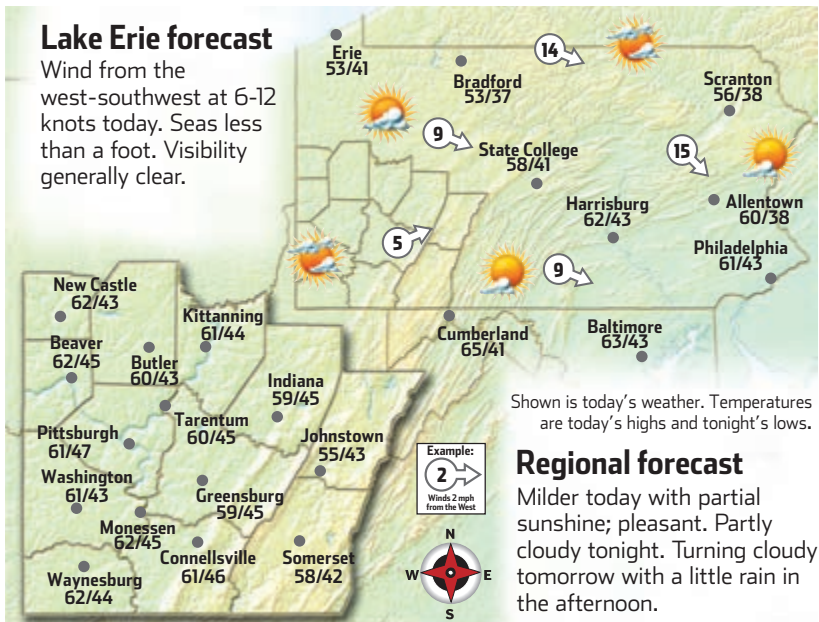 Lake Erie forecast
Wind from the
west-southwest at 6-12
knots today. Seas less
than a foot. Visibility
generally clear.
Erie
53/41
Bradford
53/37
14
Scranton
56/38
9
State College
58/41
15
Harrisburg
62/43
Allentown
60/38
5
9
Philadelphia
61/43
Cumberland
65/41
Baltimore
63/43
New Castle
62/43
Kittanning
61/44
Beaver
62/45
Butler
60/43
Indiana
59/45
Tarentum
60/45
Pittsburgh
61/47
Johnstown
55/43
Washington
61/43
Greensburg
59/45
Monessen
62/45
Connellsville
61/46
Somerset
58/42
Waynesburg
62/44
Shown is today's weather. Temperatures
are today's highs and tonight's lows.
Example:
2
Winds 2 mph
from the West
N
W
E
S
Regional forecast
Milder today with partial
sunshine; pleasant. Partly
cloudy tonight. Turning cloudy
tomorrow with a little rain in
the afternoon.